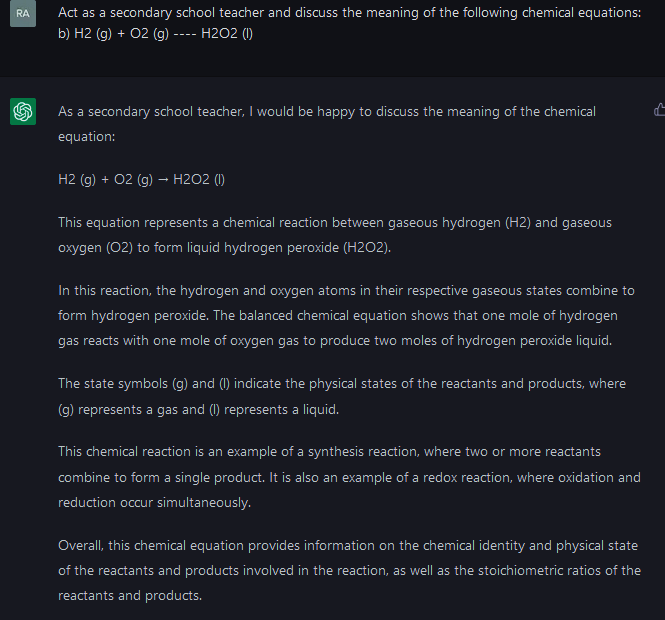 RA
Act as a secondary school teacher and discuss the meaning of the following chemical equations:
b) H2 (g) + O2 (g) ---- H2O2 (l)
As a secondary school teacher, I would be happy to discuss the meaning of the chemical
equation:
H2 (g) + O2 (g) → H2O2 (l)
This equation represents a chemical reaction between gaseous hydrogen (H2) and gaseous
oxygen (O2) to form liquid hydrogen peroxide (H2O2).
In this reaction, the hydrogen and oxygen atoms in their respective gaseous states combine to
form hydrogen peroxide. The balanced chemical equation shows that one mole of hydrogen
gas reacts with one mole of oxygen gas to produce two moles of hydrogen peroxide liquid.
The state symbols (g) and (l) indicate the physical states of the reactants and products, where
(g) represents a gas and (l) represents a liquid.
This chemical reaction is an example of a synthesis reaction, where two or more reactants
combine to form a single product. It is also an example of a redox reaction, where oxidation and
reduction occur simultaneously.
Overall, this chemical equation provides information on the chemical identity and physical state
of the reactants and products involved in the reaction, as well as the stoichiometric ratios of the
reactants and products.